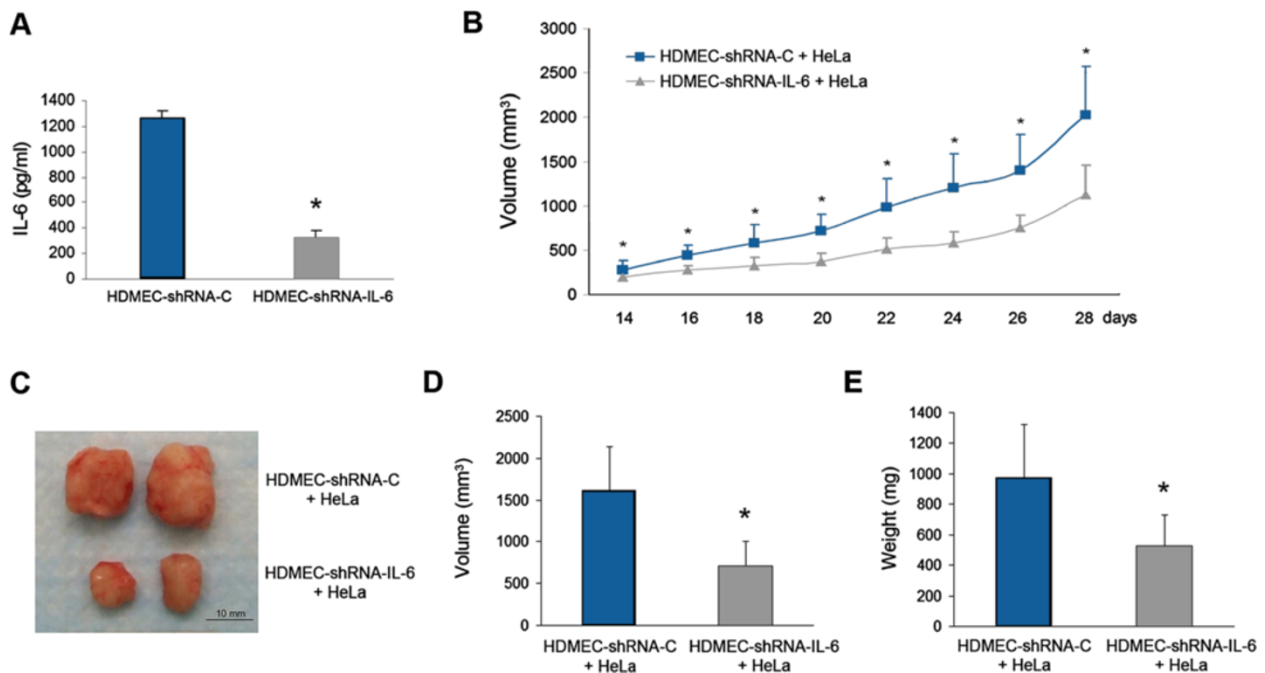 A
IL-6 (pg/ml)
1400
1200
1000
800
600
400
200
0
*
HDMEC-shRNA-C
HDMEC-shRNA-IL-6
B
Volume (mm³)
3000
2500
2000
1500
1000
500
0
HDMEC-shRNA-C + HeLa
HDMEC-shRNA-IL-6 + HeLa
* * * * * * * *
14 16 18 20 22 24 26 28 days
C
HDMEC-shRNA-C
+ HeLa
HDMEC-shRNA-IL-6
+ HeLa
10 mm
D
Volume (mm³)
2500
2000
1500
1000
500
0
*
HDMEC-shRNA-C
+ HeLa
HDMEC-shRNA-IL-6
+ HeLa
E
Weight (mg)
1400
1200
1000
800
600
400
200
0
*
HDMEC-shRNA-C
+ HeLa
HDMEC-shRNA-IL-6
+ HeLa